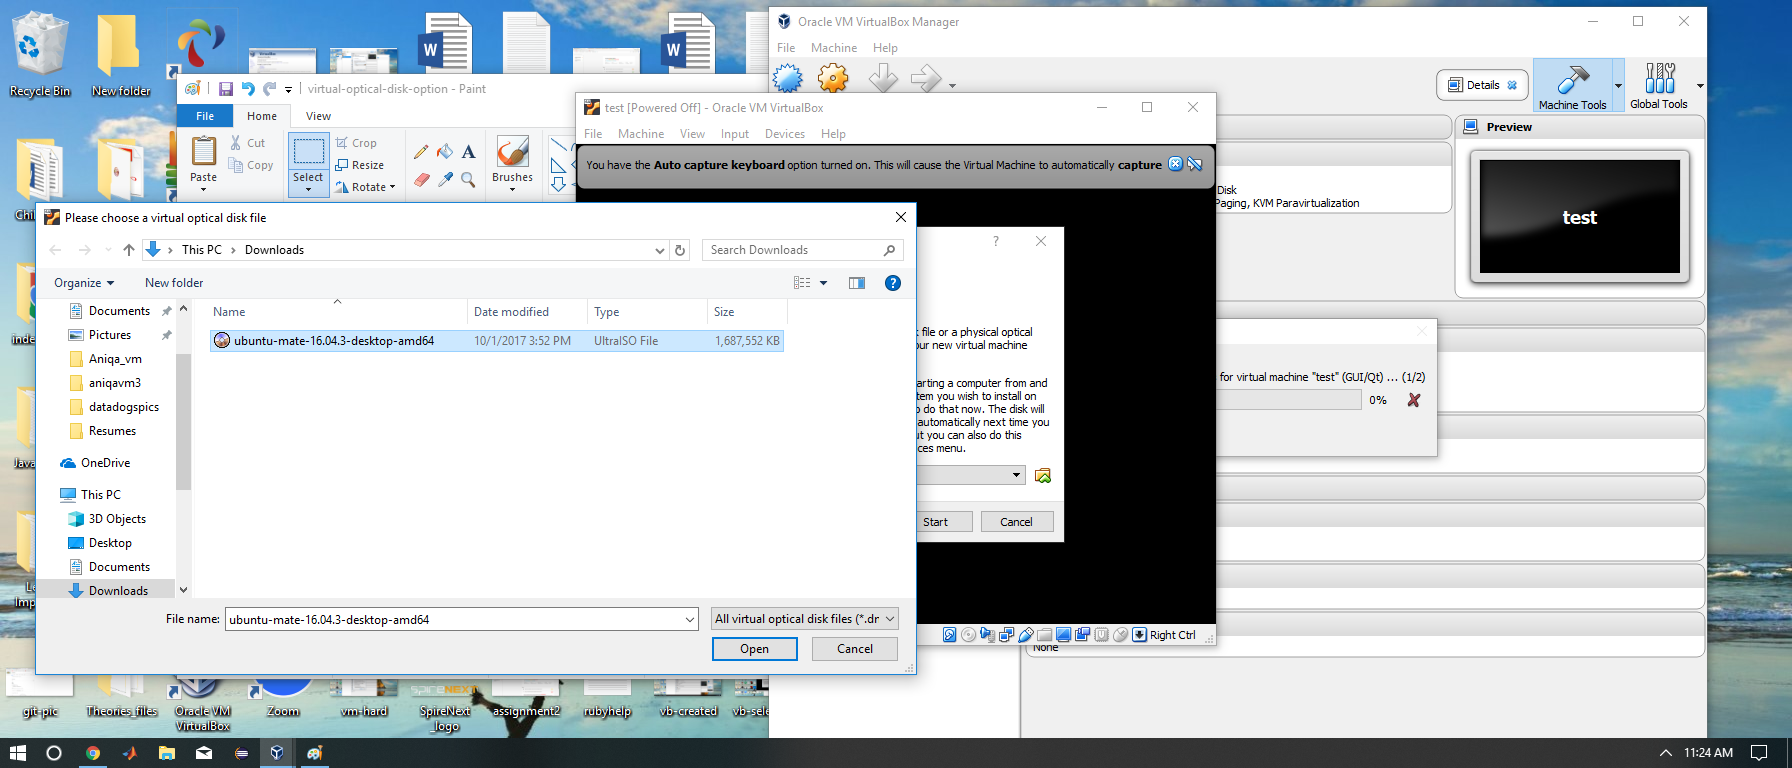 Recycle Bin
New folder
Oracle VM VirtualBox Manager
File Machine Help
Details
Machine Tools
Global Tools
Preview
test
Disk
Paging, KVM Paravirtualization
for virtual machine "test" (GUI/Qt) ... (1/2)
0%
None
virtual-optical-disk-option - Paint
File Home View
Paste
Cut
Copy
Select
Crop
Resize
Rotate
A
Brushes
test [Powered Off] - Oracle VM VirtualBox
File Machine View Input Devices Help
You have the Auto capture keyboard option turned on. This will cause the Virtual Machine to automatically capture
?
file or a physical optical
our new virtual machine
arting a computer from and
tem you wish to install on
o do that now. The disk will
automatically next time you
ut you can also do this
ces menu.
Start Cancel
Right Ctrl
Please choose a virtual optical disk file
This PC > Downloads
Search Downloads
Organize New folder
?
Documents
Pictures
Aniqa_vm
aniqavm3
datadogspics
Resumes
OneDrive
This PC
3D Objects
Desktop
Documents
Downloads
Name Date modified Type Size
ubuntu-mate-16.04.3-desktop-amd64 10/1/2017 3:52 PM UltraISO File 1,687,552 KB
File name: ubuntu-mate-16.04.3-desktop-amd64 All virtual optical disk files (*.dr
Open Cancel
git-pic
Theories_files
Oracle VM
VirtualBox
Zoom
vm-hard
SpireNext
_logo
assignment2
rubyhelp
vb-created
vb-sele
11:24 AM